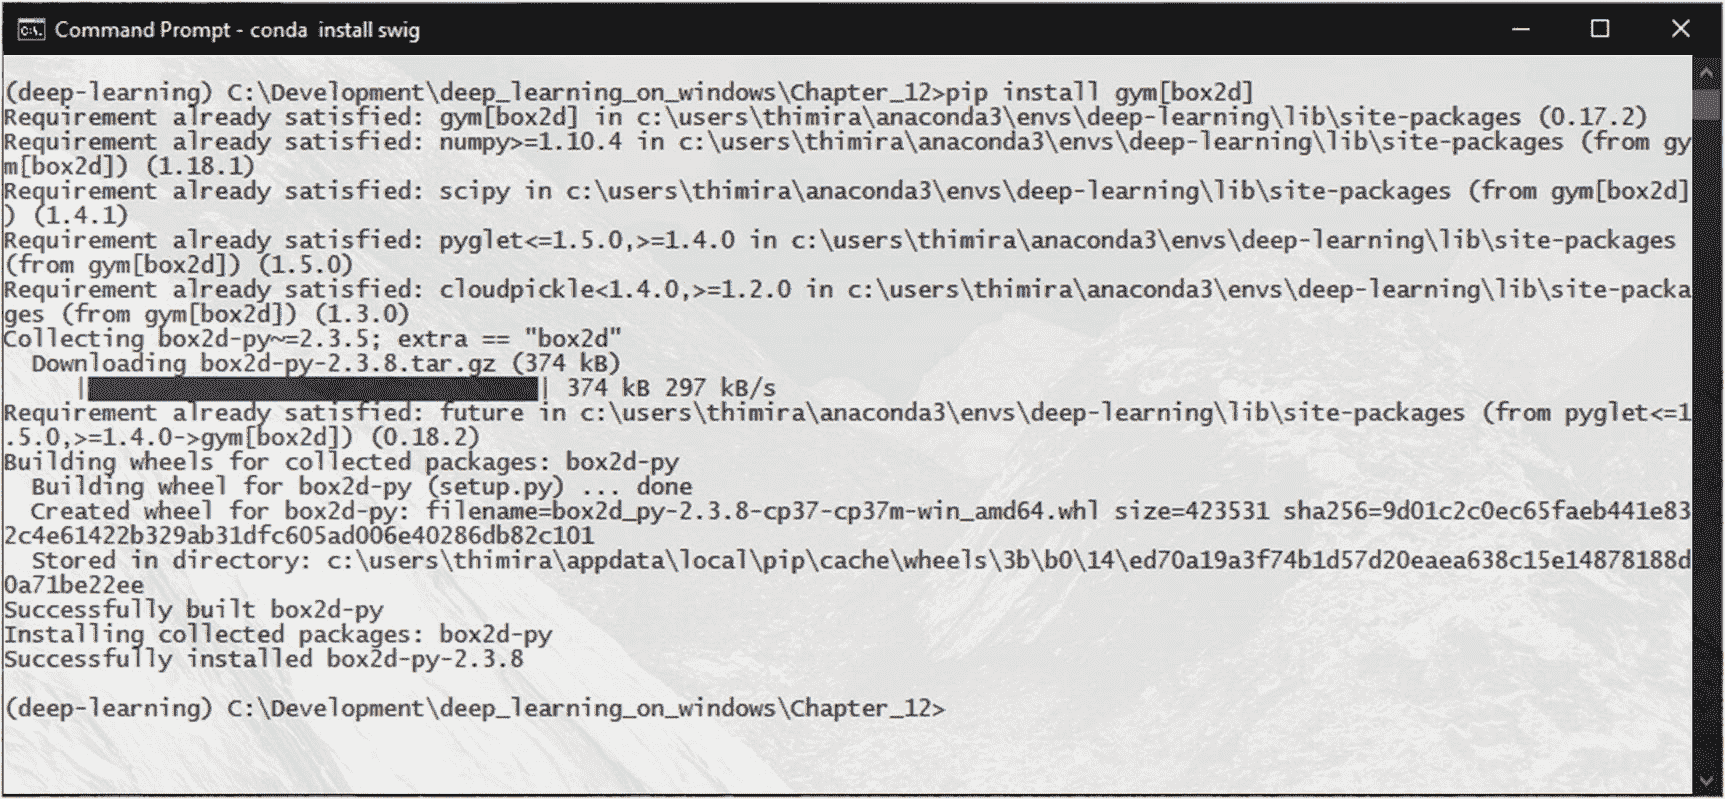 Command Prompt - conda  install swig
(deep-learning) C:\Development\deep_learning_on_windows\Chapter_12>pip install gym[box2d]
Requirement already satisfied: gym[box2d] in c:\users\thimira\anaconda3\envs\deep-learning\lib\site-packages (0.17.2)
Requirement already satisfied: numpy>=1.10.4 in c:\users\thimira\anaconda3\envs\deep-learning\lib\site-packages (from gy
m[box2d]) (1.18.1)
Requirement already satisfied: scipy in c:\users\thimira\anaconda3\envs\deep-learning\lib\site-packages (from gym[box2d]
) (1.4.1)
Requirement already satisfied: pyglet<=1.5.0,>=1.4.0 in c:\users\thimira\anaconda3\envs\deep-learning\lib\site-packages
(from gym[box2d]) (1.5.0)
Requirement already satisfied: cloudpickle<1.4.0,>=1.2.0 in c:\users\thimira\anaconda3\envs\deep-learning\lib\site-packa
ges (from gym[box2d]) (1.3.0)
Collecting box2d-py~=2.3.5; extra == "box2d"
  Downloading box2d-py-2.3.8.tar.gz (374 kB)
     | | 374 kB 297 kB/s
Requirement already satisfied: future in c:\users\thimira\anaconda3\envs\deep-learning\lib\site-packages (from pyglet<=1
.5.0,>=1.4.0->gym[box2d]) (0.18.2)
Building wheels for collected packages: box2d-py
  Building wheel for box2d-py (setup.py) ... done
  Created wheel for box2d-py: filename=box2d_py-2.3.8-cp37-cp37m-win_amd64.whl size=423531 sha256=9d01c2c0ec65faeb441e83
2c4e61422b329ab31dfc605ad006e40286db82c101
  Stored in directory: c:\users\thimira\appdata\local\pip\cache\wheels\3b\b0\14\ed70a19a3f74b1d57d20eaea638c15e14878188d
0a71be22ee
Successfully built box2d-py
Installing collected packages: box2d-py
Successfully installed box2d-py-2.3.8
(deep-learning) C:\Development\deep_learning_on_windows\Chapter_12>